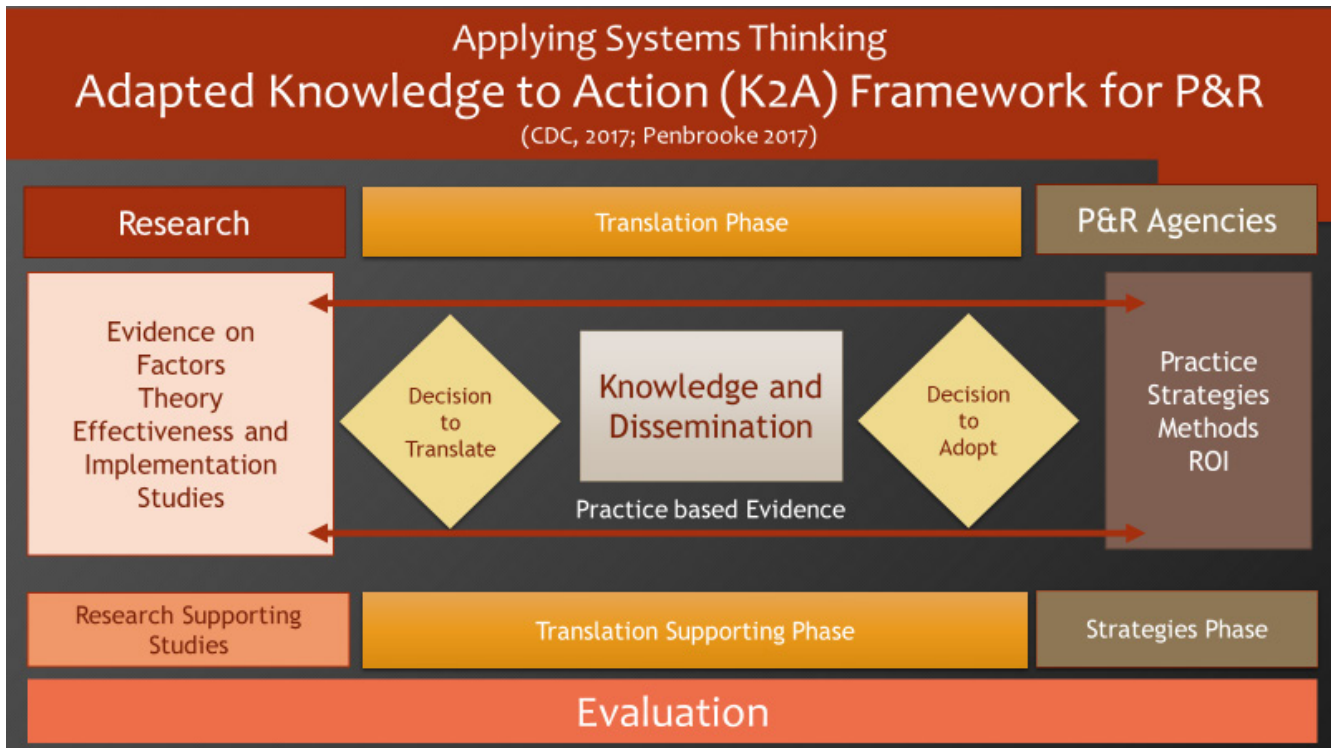 Applying Systems Thinking
Adapted Knowledge to Action (K2A) Framework for P&R
(CDC, 2017; Penbrooke 2017)
Research
Translation Phase
P&R Agencies
Evidence on
Factors
Theory
Effectiveness and
Implementation
Studies
Decision
to
Translate
Knowledge and
Dissemination
Practice based Evidence
Decision
to
Adopt
Practice
Strategies
Methods
ROI
Research Supporting
Studies
Translation Supporting Phase
Strategies Phase
Evaluation